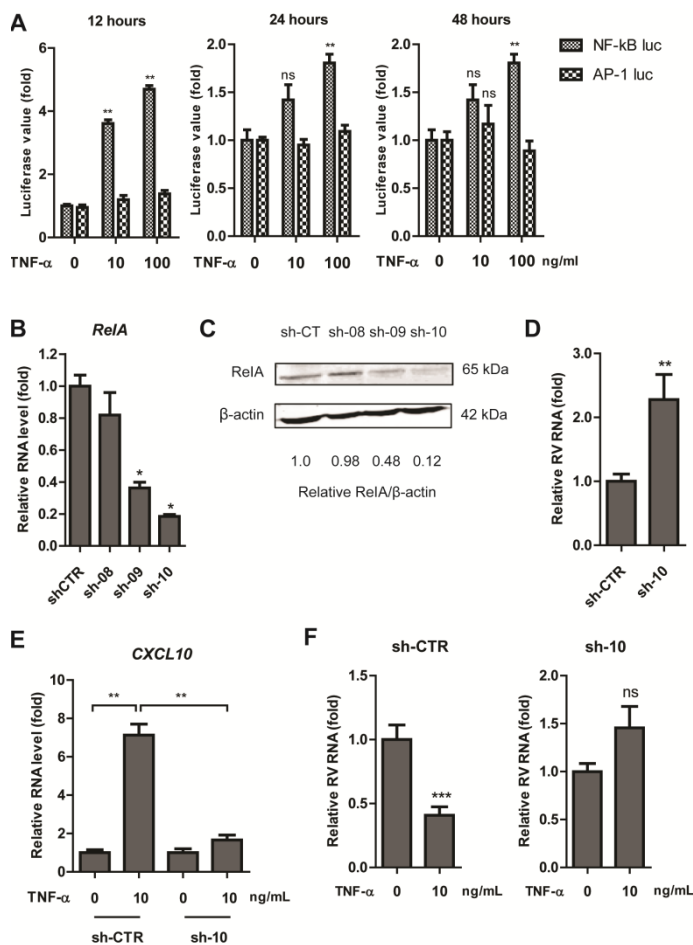 A
12 hours
24 hours
48 hours
NF-kB luc
AP-1 luc
Luciferase value (fold)
6
4
2
0
**
**
Luciferase value (fold)
2.0
1.5
1.0
0.5
0.0
ns
**
Luciferase value (fold)
2.0
1.5
1.0
0.5
0.0
ns
ns
**
TNF-α 0 10 100
TNF-α 0 10 100
TNF-α 0 10 100 ng/ml
B
RelA
Relative RNA level (fold)
1.2
1.0
0.8
0.6
0.4
0.2
0.0
*
*
shCTR
sh-08
sh-09
sh-10
C
sh-CT sh-08 sh-09 sh-10
RelA 65 kDa
β-actin 42 kDa
1.0 0.98 0.48 0.12
Relative RelA/β-actin
D
Relative RV RNA (fold)
3.0
2.0
1.0
0.0
**
sh-CTR
sh-10
E
CXCL10
Relative RNA level (fold)
10
8
6
4
2
0
**
**
TNF-α 0 10 0 10 ng/mL
sh-CTR sh-10
F
sh-CTR
Relative RV RNA (fold)
1.5
1.0
0.5
0.0
***
TNF-α 0 10 ng/mL
sh-10
Relative RV RNA (fold)
2.0
1.5
1.0
0.5
0.0
ns
TNF-α 0 10 ng/mL